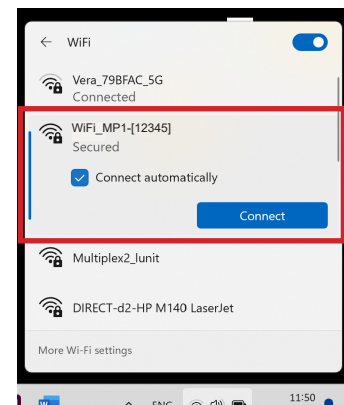 WiFi
Vera_79BFAC_5G
Connected
WiFi_MP1-[12345]
Secured
Connect automatically
Connect
Multiplex2_lunit
DIRECT-d2-HP M140 LaserJet
More Wi-Fi settings
ENG
11:50